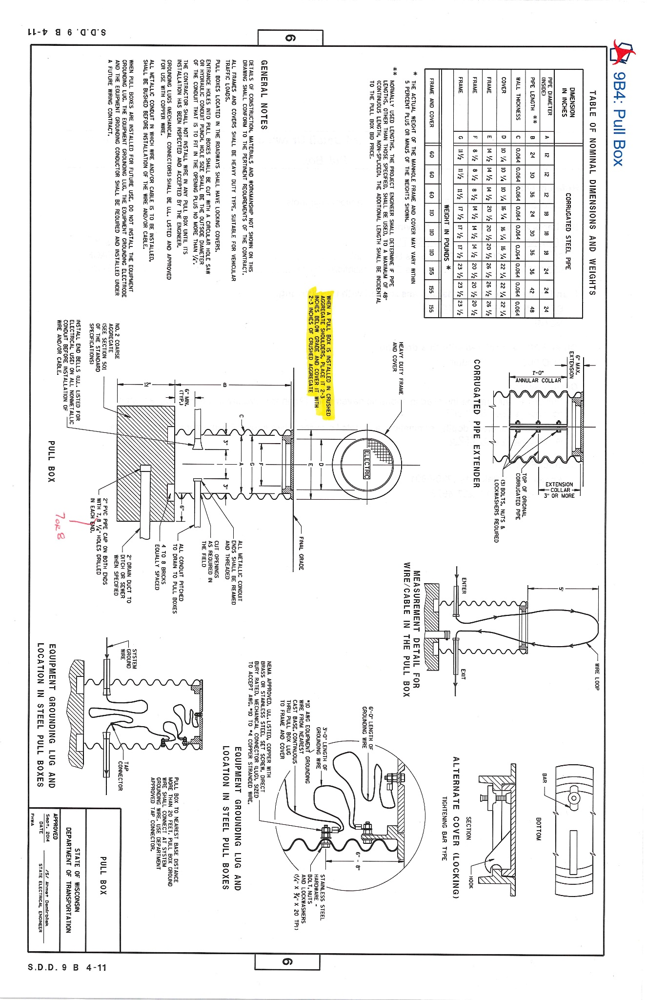 9B4: Pull Box
S.D.D. 9 B 4-11
6
TABLE OF NOMINAL DIMENSIONS AND WEIGHTS
DIMENSION IN INCHES CORRUGATED STEEL PIPE
PIPE DIAMETER (INSIDE) A 12 12 12 18 18 18 24 24 24
PIPE LENGTH ** B 24 30 36 24 30 36 36 42 48
WALL THICKNESS C 0.064 0.064 0.064 0.064 0.064 0.064 0.064 0.064 0.064
COVER D 10 1/4 10 1/4 10 1/4 16 1/4 16 1/4 16 1/4 22 1/4 22 1/4 22 1/4
FRAME E 14 1/2 14 1/2 14 1/2 20 1/2 20 1/2 20 1/2 26 1/2 26 1/2 26 1/2
FRAME F 8 1/2 8 1/2 8 1/2 14 1/2 14 1/2 14 1/2 20 1/2 20 1/2 20 1/2
FRAME G 11 1/2 11 1/2 11 1/2 17 1/2 17 1/2 17 1/2 23 1/2 23 1/2 23 1/2
WEIGHT IN POUNDS *
FRAME AND COVER 60 60 60 110 110 110 155 155 155
* THE ACTUAL WEIGHT OF THE MANHOLE FRAME AND COVER MAY VARY WITHIN
5 PERCENT PLUS OR MINUS OF THE WEIGHTS SHOWN.
** NORMALLY USED LENGTHS. THE PROJECT ENGINEER SHALL DETERMINE IF PIPE
LENGTHS, OTHER THAN THOSE SPECIFIED, SHALL BE USED, TO A MAXIMUM OF 48"
(CONTINUOUS LENGTH, NON-SPLICED). THE ADDITIONAL LENGTH SHALL BE INCIDENTAL
TO THE PULL BOX BID PRICE.
GENERAL NOTES
DETAILS OF CONSTRUCTION, MATERIALS AND WORKMANSHIP NOT SHOWN ON THIS
DRAWING SHALL CONFORM TO THE PERTINENT REQUIREMENTS OF THE CONTRACT.
ALL FRAMES AND COVERS SHALL BE HEAVY DUTY TYPE, SUITABLE FOR VEHICULAR
TRAFFIC LOADS.
PULL BOXES LOCATED IN THE ROADWAYS SHALL HAVE LOCKING COVERS.
ENTRANCE HOLES INTO PULL BOXES SHALL BE CUT WITH A CIRCULAR HOLE SAW
OR HYDRAULIC CONDUIT PUNCH. HOLE SIZE SHALL BE THE OUTSIDE DIAMETER
OF THE CONDUIT THAT IS TO FIT IN THE OPENING PLUS NO MORE THAN 1/4".
THE CONTRACTOR SHALL NOT INSTALL WIRE IN ANY PULL BOX UNTIL ITS
INSTALLATION HAS BEEN INSPECTED AND ACCEPTED BY THE ENGINEER.
GROUNDING LUGS (MECHANICAL CONNECTORS) SHALL BE U.L. LISTED AND APPROVED
FOR USE WITH COPPER WIRE.
ALL METALLIC CONDUIT IN WHICH WIRE AND/OR CABLE IS TO BE INSTALLED,
SHALL BE BUSHED BEFORE INSTALLATION OF THE WIRE AND/OR CABLE.
WHEN PULL BOXES ARE INSTALLED FOR FUTURE USE, DO NOT INSTALL THE EQUIPMENT
GROUNDING LUG. THE EQUIPMENT GROUNDING LUG, THE EQUIPMENT GROUNDING ELECTRODE
AND THE EQUIPMENT GROUNDING CONDUCTOR SHALL BE REQUIRED AND INSTALLED UNDER
A FUTURE WIRING CONTRACT.
6" MAX.
EXTENSION
1'-0"
ANNULAR COLLAR
EXTENSION
COLLAR
3" OR MORE
TOP OF ORIGINAL
CORRUGATED PIPE
(3) BOLTS, NUTS &
LOCKWASHERS REQUIRED
CORRUGATED PIPE EXTENDER
HEAVY DUTY FRAME
AND COVER
ELECTRIC
WHEN A PULL BOX IS INSTALLED IN CRUSHED
AGGREGATE SHOULDERS, PLACE IT 2-3
INCHES BELOW GRADE AND COVER IT WITH
2-3 INCHES OF CRUSHED AGGREGATE
FINAL GRADE
D
E
F
G
A
B
C
3"
3"
6"
6" MIN.
(TYP.)
12"
NO. 2 COARSE
AGGREGATE
(SEE SECTION 501
OF THE STANDARD
SPECIFICATIONS)
INSTALL END BELLS (U.L. LISTED FOR
ELECTRICAL USE) ON ALL NONMETALLIC
CONDUIT BEFORE INSTALLATION OF
WIRE AND/OR CABLE.
ALL METALLIC CONDUIT
ENDS SHALL BE REAMED
AND THREADED
CUT OPENINGS
AS REQUIRED IN
THE FIELD
ALL CONDUIT PITCHED
TO DRAIN TO PULL BOXES
4 TO 8 BRICKS
EQUALLY SPACED
2" DRAIN DUCT TO
DITCH OR SEWER
WHEN SPECIFIED
2" PVC PIPE CAP ON BOTH ENDS
WITH 7, 8 1/4" HOLES DRILLED
IN EACH END.
7 OR 8
PULL BOX
5'
ENTER
EXIT
WIRE LOOP
MEASUREMENT DETAIL FOR
WIRE/CABLE IN THE PULL BOX
BAR
BOTTOM
SECTION
HOOK
ALTERNATE COVER (LOCKING)
TIGHTENING BAR TYPE
6'-0" LENGTH OF
GROUNDING WIRE
3'-0" LENGTH OF
GROUNDING WIRE
#10 AWG EQUIPMENT GROUNDING
WIRE FROM NEAREST
CAST BASE. CONTINUOUS
THRU PULL BOX LUG
TO FRAME AND COVER
NEMA APPROVED, U.L. LISTED, COPPER WITH
BRASS OR STAINLESS STEEL SET SCREW, DIRECT
BURY RATED, MECHANICAL CONNECTOR (LUG), SIZED
TO ACCEPT AWG. #10 TO #4 COPPER STRANDED WIRE.
6" - 8"
STAINLESS STEEL
HARDWARE -
BOLT, NUTS
AND LOCKWASHERS
(1/4" X 3/4" X 20 TPI)
EQUIPMENT GROUNDING LUG AND
LOCATION IN STEEL PULL BOXES
SYSTEM
GROUND
WIRE
TAP
CONNECTOR
PULL BOX TO NEAREST BASE DISTANCE
MORE THAN 20 FEET, PULL BOX GROUND
WIRE SHALL CONNECT AT SYSTEM
GROUNDING WIRE. USE DEPARTMENT
APPROVED TAP CONNECTOR.
EQUIPMENT GROUNDING LUG AND
LOCATION IN STEEL PULL BOXES
PULL BOX
STATE OF WISCONSIN
DEPARTMENT OF TRANSPORTATION
APPROVED
Sept. 2014 /S/ Ahmet Demirbilek
DATE STATE ELECTRICAL ENGINEER
FHWA
6
S.D.D. 9 B 4-11